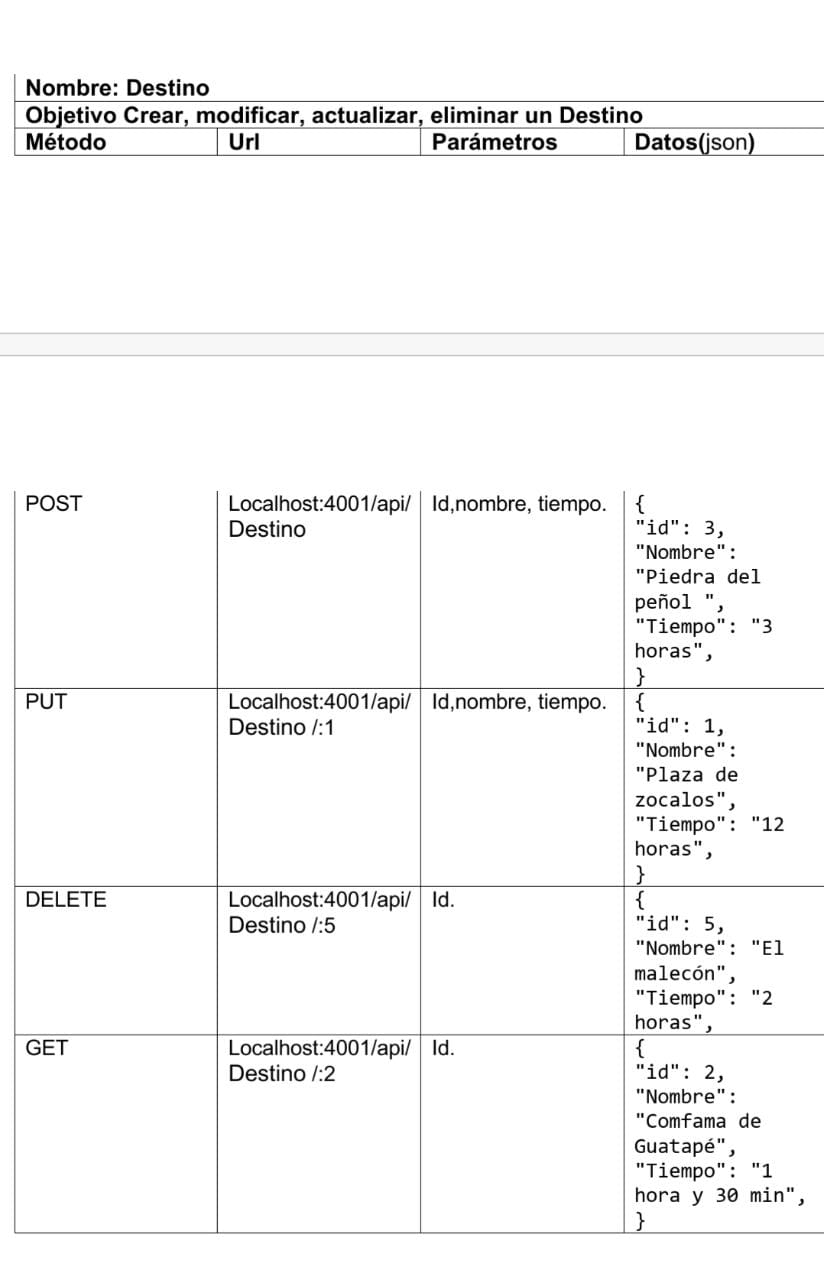 Nombre: Destino
Objetivo Crear, modificar, actualizar, eliminar un Destino
Método Url Parámetros Datos(json)
POST
Localhost:4001/api/
Destino
Id,nombre, tiempo.
{
"id": 3,
"Nombre":
"Piedra del
peñol ",
"Tiempo": "3
horas",
}
PUT
Localhost:4001/api/
Destino /:1
Id,nombre, tiempo.
{
"id": 1,
"Nombre":
"Plaza de
zocalos",
"Tiempo": "12
horas",
}
DELETE
Localhost:4001/api/
Destino /:5
Id.
{
"id": 5,
"Nombre": "El
malecón",
"Tiempo": "2
horas",
GET
Localhost:4001/api/
Destino /:2
Id.
{
"id": 2,
"Nombre":
"Comfama de
Guatapé",
"Tiempo": "1
hora y 30 min",
}